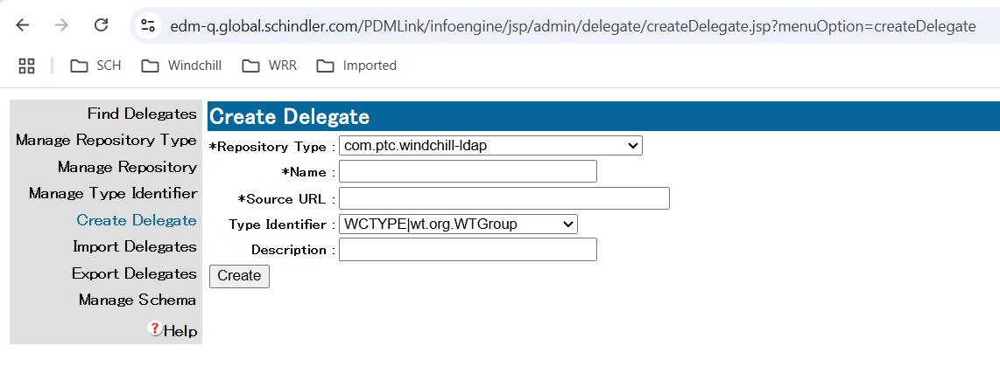 edm-q.global.schindler.com/PDMLink/infoengine/jsp/admin/delegate/createDelegate.jsp?menuOption=createDelegate
SCH Windchill WRR Imported
Find Delegates
Manage Repository Type
Manage Repository
Manage Type Identifier
Create Delegate
Import Delegates
Export Delegates
Manage Schema
?Help
Create Delegate
*Repository Type : com.ptc.windchill-ldap
*Name :
*Source URL :
Type Identifier : WCTYPE|wt.org.WTGroup
Description :
Create